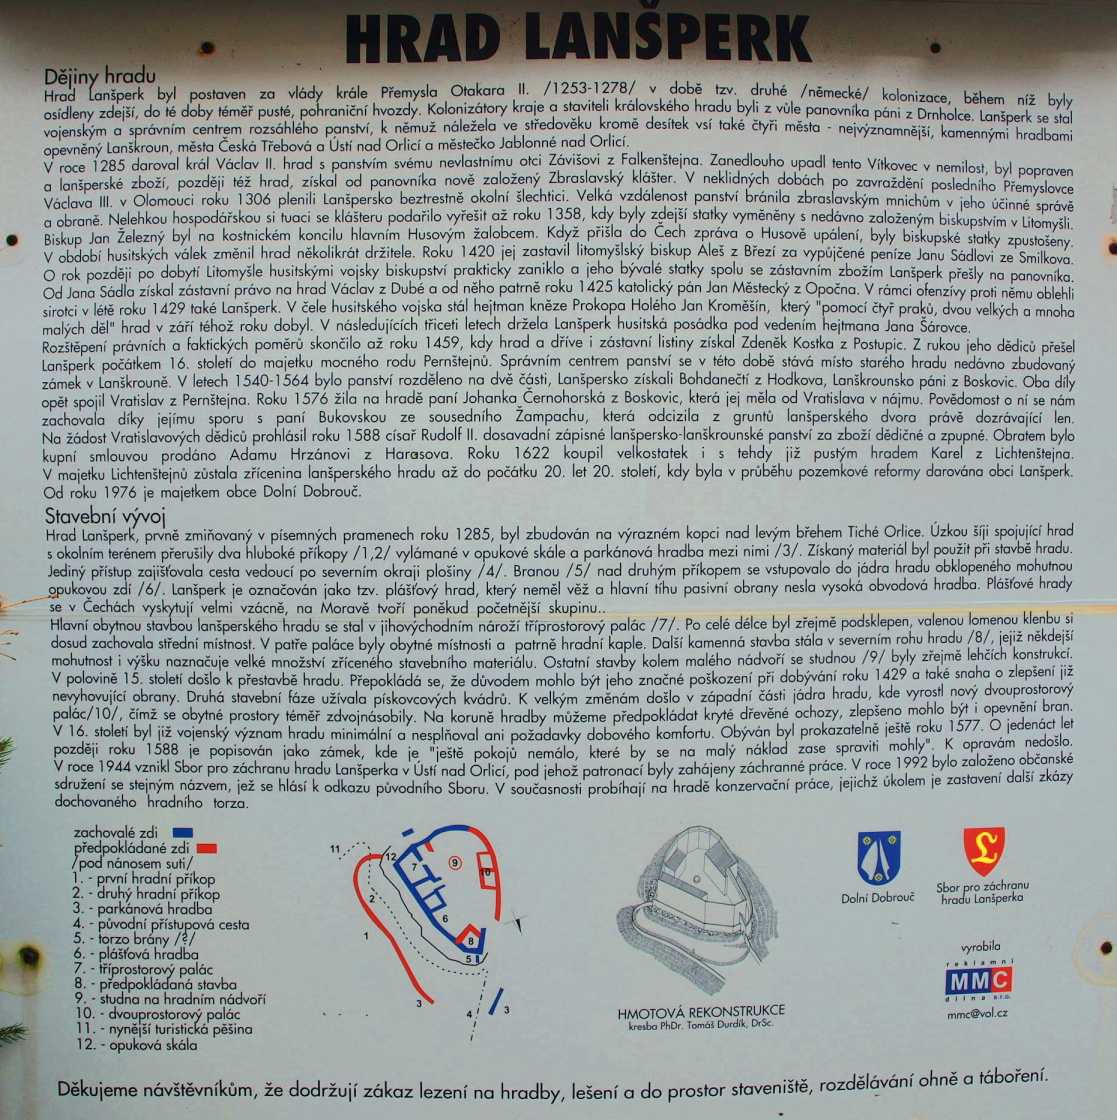 HRAD LANŠPERK
Dějiny hradu
Hrad Lanšperk byl postaven za vlády krále Přemysla Otakara II. /1253-1278/ v době tzv. druhé /německé/ kolonizace, během níž byly
osídleny zdejší, do té doby téměř pusté, pohraniční hvozdy. Kolonizátory kraje a staviteli královského hradu byli z vůle panovníka páni z Drnholce. Lanšperk se stal
vojenským a správním centrem rozsáhlého panství, k němuž náležela ve středověku kromě desítek vsí také čtyři města - nejvýznamnější, kamennými hradbami
opevněný Lanškroun, města Česká Třebová a Ústí nad Orlicí a městečko Jablonné nad Orlicí.
V roce 1285 daroval král Václav II. hrad s panstvím svému nevlastnímu otci Závišovi z Falkenštejna. Zanedlouho upadl tento Vítkovec v nemilost, byl popraven
a lanšperské zboží, později též hrad, získal od panovníka nově založený Zbraslavský klášter. V neklidných dobách po zavraždění posledního Přemyslovce
Václava III. v Olomouci roku 1306 plenili Lanšpersko beztrestně okolní šlechtici. Velká vzdálenost panství bránila zbraslavským mnichům v jeho účinné správě
a obraně. Nelehkou hospodářskou si tuaci se klášteru podařilo vyřešit až roku 1358, kdy byly zdejší statky vyměněny s nedávno založeným biskupstvím v Litomyšli.
Biskup Jan Železný byl na kostnickém koncilu hlavním Husovým žalobcem. Když přišla do Čech zpráva o Husově upálení, byly biskupské statky zpustošeny.
V období husitských válek změnil hrad několikrát držitele. Roku 1420 jej zastavil litomyšlský biskup Aleš z Březí za vypůjčené peníze Janu Sádlovi ze Smilkova.
O rok později po dobytí Litomyšle husitskými vojsky biskupství prakticky zaniklo a jeho bývalé statky spolu se zástavním zbožím Lanšperk přešly na panovníka.
Od Jana Sádla získal zástavní právo na hrad Václav z Dubé a od něho patrně roku 1425 katolický pán Jan Městecký z Opočna. V rámci ofenzívy proti němu oblehli
sirotci v létě roku 1429 také Lanšperk. V čele husitského vojska stál hejtman kněze Prokopa Holého Jan Kroměšín, který "pomocí čtyř praků, dvou velkých a mnoha
malých děl" hrad v září téhož roku dobyl. V následujících třiceti letech držela Lanšperk husitská posádka pod vedením hejtmana Jana Šárovce.
Rozštěpení právních a faktických poměrů skončilo až roku 1459, kdy hrad a dříve i zástavní listiny získal Zdeněk Kostka z Postupic. Z rukou jeho dědiců přešel
Lanšperk počátkem 16. století do majetku mocného rodu Pernštejnů. Správním centrem panství se v této době stává místo starého hradu nedávno zbudovaný
zámek v Lanškrouně. V letech 1540-1564 bylo panství rozděleno na dvě části, Lanšpersko získali Bohdanečtí z Hodkova, Lanškrounsko páni z Boskovic. Oba díly
opět spojil Vratislav z Pernštejna. Roku 1576 žila na hradě paní Johanka Černohorská z Boskovic, která jej měla od Vratislava v nájmu. Povědomost o ní se nám
zachovala díky jejímu sporu s paní Bukovskou ze sousedního Žampachu, která odcizila z gruntů lanšperského dvora právě dozrávající len.
Na žádost Vratislavových dědiců prohlásil roku 1588 císař Rudolf II. dosavadní zápisné lanšpersko-lanškrounské panství za zboží dědičné a zpupné. Obratem bylo
kupní smlouvou prodáno Adamu Hrzánovi z Harasova. Roku 1622 koupil velkostatek i s tehdy již pustým hradem Karel z Lichtenštejna.
V majetku Lichtenštejnů zůstala zřícenina lanšperského hradu až do počátku 20. let 20. století, kdy byla v průběhu pozemkové reformy darována obci Lanšperk.
Od roku 1976 je majetkem obce Dolní Dobrouč.
Stavební vývoj
Hrad Lanšperk, prvně zmiňovaný v písemných pramenech roku 1285, byl zbudován na výrazném kopci nad levým břehem Tiché Orlice. Úzkou šíji spojující hrad
s okolním terénem přerušily dva hluboké příkopy /1,2/ vylámané v opukové skále a parkánová hradba mezi nimi /3/. Získaný materiál byl použit při stavbě hradu.
Jediný přístup zajišťovala cesta vedoucí po severním okraji plošiny /4/. Branou /5/ nad druhým příkopem se vstupovalo do jádra hradu obklopeného mohutnou
opukovou zdí /6/. Lanšperk je označován jako tzv. plášťový hrad, který neměl věž a hlavní tíhu pasivní obrany nesla vysoká obvodová hradba. Plášťové hrady
se v Čechách vyskytují velmi vzácně, na Moravě tvoří poněkud početnější skupinu..
Hlavní obytnou stavbou lanšperského hradu se stal v jihovýchodním nároží tříprostorový palác /7/. Po celé délce byl zřejmě podsklepen, valenou lomenou klenbu si
dosud zachovala střední místnost. V patře paláce byly obytné místnosti a patrně hradní kaple. Další kamenná stavba stála v severním rohu hradu /8/, jejiž někdejší
mohutnost i výšku naznačuje velké množství zříceného stavebního materiálu. Ostatní stavby kolem malého nádvoří se studnou /9/ byly zřejmě lehčích konstrukcí.
V polovině 15. století došlo k přestavbě hradu. Přepokládá se, že důvodem mohlo být jeho značné poškození při dobývání roku 1429 a také snaha o zlepšení již
nevyhovující obrany. Druhá stavební fáze užívala pískovcových kvádrů. K velkým změnám došlo v západní části jádra hradu, kde vyrostl nový dvouprostorový
palác/10/, čímž se obytné prostory téměř zdvojnásobily. Na koruně hradby můžeme předpokládat kryté dřevěné ochozy, zlepšeno mohlo být i opevnění bran.
V 16. století byl již vojenský význam hradu minimální a nesplňoval ani požadavky dobového komfortu. Obýván byl prokazatelně ještě roku 1577. O jedenáct let
později roku 1588 je popisován jako zámek, kde je "ještě pokojů nemálo, které by se na malý náklad zase spraviti mohly". K opravám nedošlo.
V roce 1944 vznikl Sbor pro záchranu hradu Lanšperka v Ústí nad Orlicí, pod jehož patronací byly zahájeny záchranné práce. V roce 1992 bylo založeno občanské
sdružení se stejným názvem, jež se hlásí k odkazu původního Sboru. V současnosti probíhají na hradě konzervační práce, jejichž úkolem je zastavení další zkázy
dochovaného hradního torza.
zachovalé zdi
předpokládané zdi
/pod nánosem suti/
1. - první hradní příkop
2. - druhý hradní příkop
3. - parkánová hradba
4. - původní přístupová cesta
5. - torzo brány /?/
6. - plášťová hradba
7. - tříprostorový palác
8. - předpokládaná stavba
9. - studna na hradním nádvoří
10. - dvouprostorový palác
11. - nynější turistická pěšina
12. - opuková skála
11
12
7
9
10
2
1
6
8
5
3
4
3
HMOTOVÁ REKONSTRUKCE
kresba PhDr. Tomáš Durdík, DrSc.
Dolní Dobrouč
L
Sbor pro záchranu
hradu Lanšperka
vyrobila
reklamní
MMC
dílna s.r.o.
mmc@vol.cz
Děkujeme návštěvníkům, že dodržují zákaz lezení na hradby, lešení a do prostor staveniště, rozdělávání ohně a táboření.